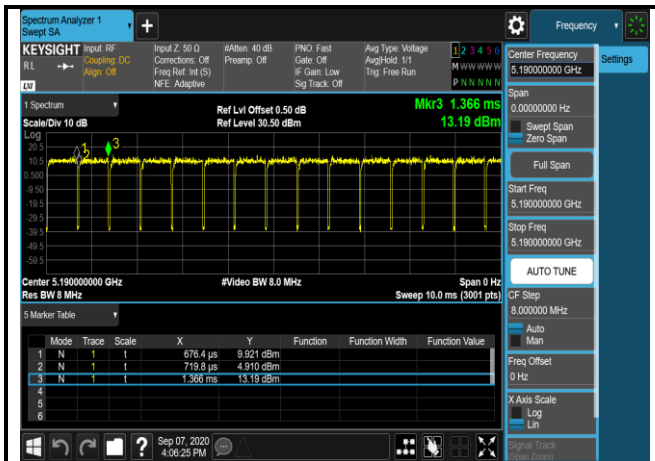 Spectrum Analyzer 1
Swept SA
+
Frequency
KEYSIGHT
RL
LXI
Input: RF
Coupling: DC
Align: Off
Input Z: 50 Ω
Corrections: Off
Freq Ref: Int (S)
NFE: Adaptive
#Atten: 40 dB
Preamp: Off
PNO: Fast
Gate: Off
IF Gain: Low
Sig Track: Off
Avg Type: Voltage
Avg|Hold: 1/1
Trig: Free Run
1 2 3 4 5 6
M W W W W W
P N N N N N
Center Frequency
5.190000000 GHz
Settings
Span
0.00000000 Hz
Swept Span
Zero Span
Full Span
Start Freq
5.190000000 GHz
Stop Freq
5.190000000 GHz
AUTO TUNE
CF Step
8.000000 MHz
Auto
Man
Freq Offset
0 Hz
X Axis Scale
Log
Lin
Signal Track
(Span Zoom)
1 Spectrum
Scale/Div 10 dB
Ref Lvl Offset 0.50 dB
Ref Level 30.50 dBm
Mkr3 1.366 ms
13.19 dBm
Log
20.5
10.5
0.500
-9.50
-19.5
-29.5
-39.5
-49.5
-59.5
1
2
3
Center 5.190000000 GHz
Res BW 8 MHz
#Video BW 8.0 MHz
Span 0 Hz
Sweep 10.0 ms (3001 pts)
5 Marker Table
Mode Trace Scale X Y Function Function Width Function Value
1 N 1 t 676.4 µs 9.921 dBm
2 N 1 t 719.8 µs 4.910 dBm
3 N 1 t 1.366 ms 13.19 dBm
4
5
6
?
Sep 07, 2020
4:06:25 PM